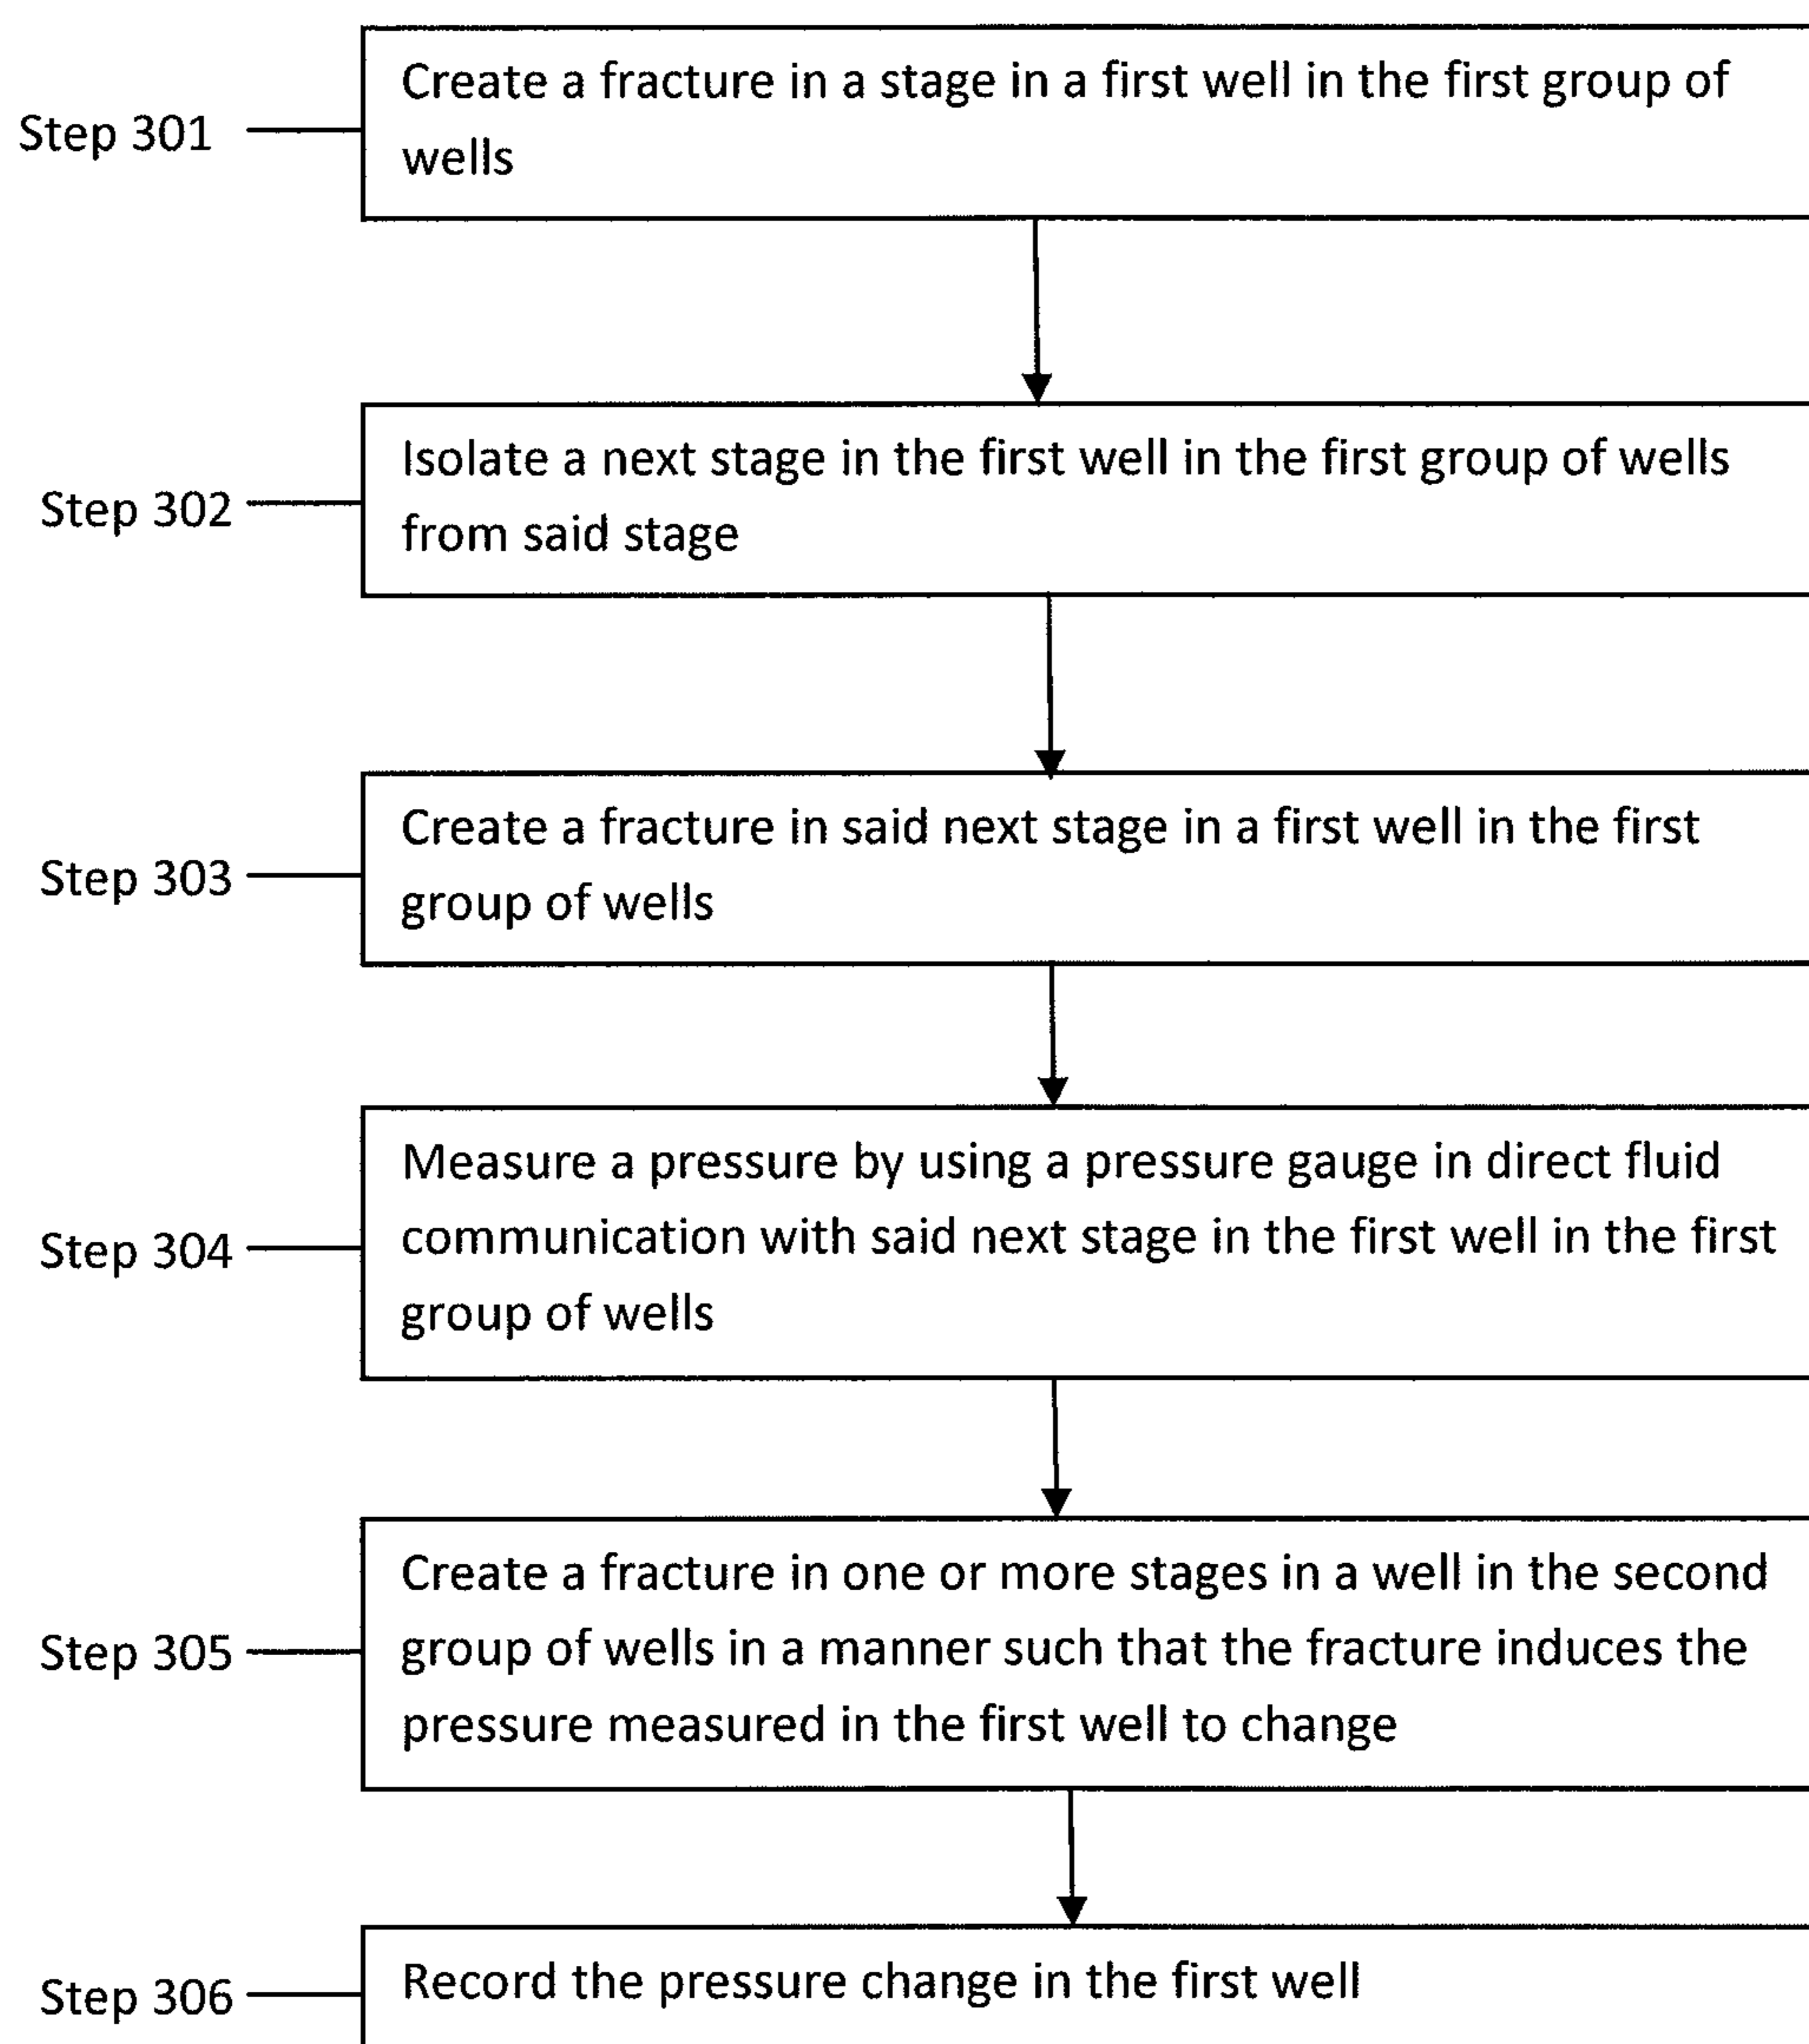 Step 301
Create a fracture in a stage in a first well in the first group of
wells
Step 302
Isolate a next stage in the first well in the first group of wells
from said stage
Step 303
Create a fracture in said next stage in a first well in the first
group of wells
Step 304
Measure a pressure by using a pressure gauge in direct fluid
communication with said next stage in the first well in the first
group of wells
Step 305
Create a fracture in one or more stages in a well in the second
group of wells in a manner such that the fracture induces the
pressure measured in the first well to change
Step 306
Record the pressure change in the first well